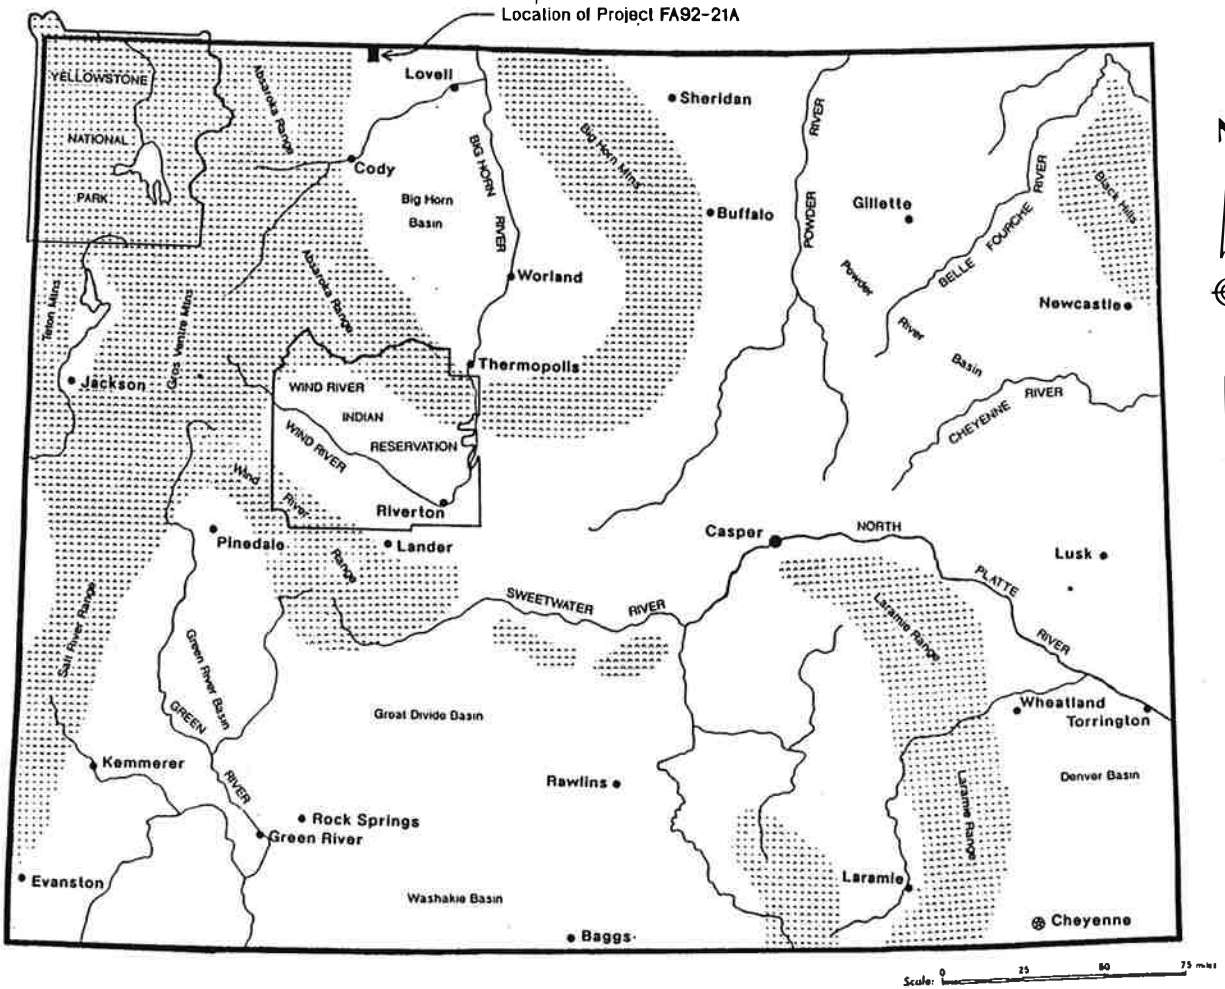 Location of Project FA92-21A
YELLOWSTONE
NATIONAL
PARK
Absaroka Range
Lovell
Sheridan
Big Horn Mtns
BIG HORN
RIVER
Cody
Big Horn
Basin
Buffalo
POWDER
RIVER
Gillette
BELLE FOURCHE RIVER
Black Hills
Absaroka Range
Worland
Powder
River
Basin
Newcastle
Teton Mtns
Gros Ventre Mtns
Jackson
Thermopolis
WIND RIVER
INDIAN
RESERVATION
WIND RIVER
CHEYENNE RIVER
Wind
River
Range
Riverton
Pinedale
Lander
Casper
NORTH
PLATTE
RIVER
Lusk
Salt River Range
SWEETWATER RIVER
Laramie Range
Green River Basin
GREEN
RIVER
Great Divide Basin
Wheatland
Torrington
Kemmerer
Rawlins
Denver Basin
Laramie Range
Rock Springs
Green River
Evanston
Washakie Basin
Laramie
Cheyenne
Baggs
Scale: 0 25 50 75 miles